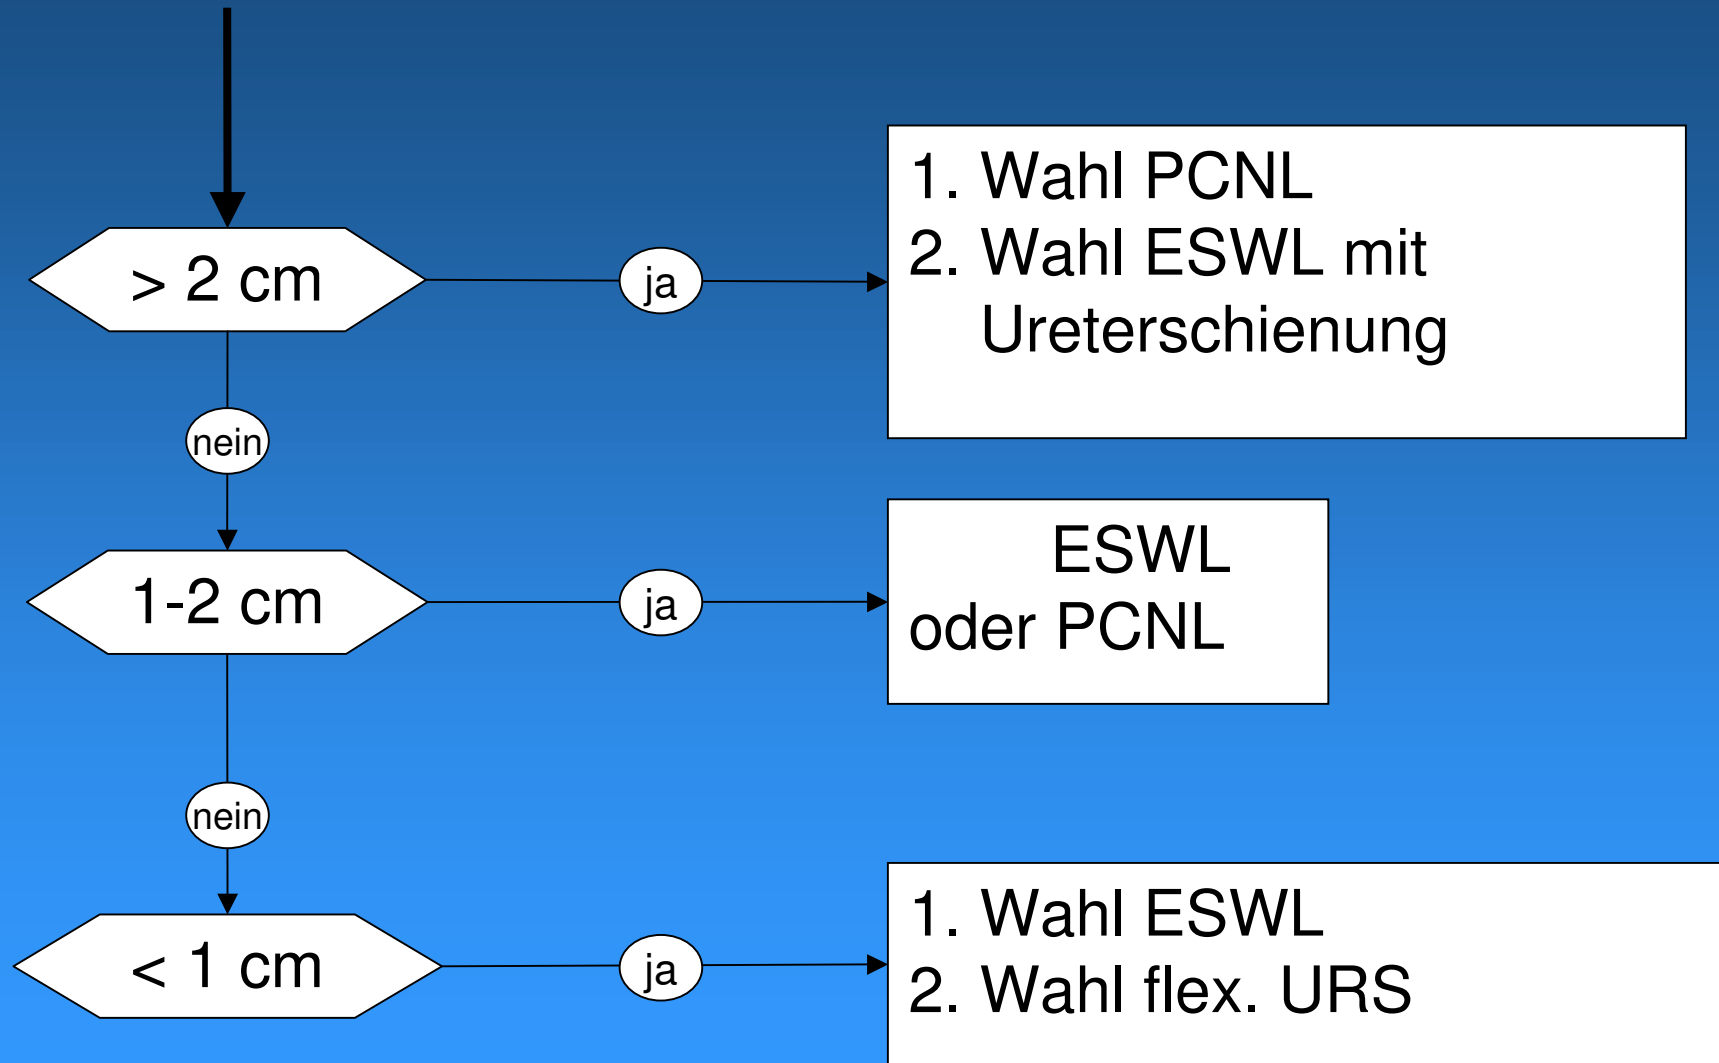 > 2 cm
ja
1. Wahl PCNL
2. Wahl ESWL mit
Ureterschienung
nein
1-2 cm
ja
ESWL
oder PCNL
nein
< 1 cm
ja
1. Wahl ESWL
2. Wahl flex. URS